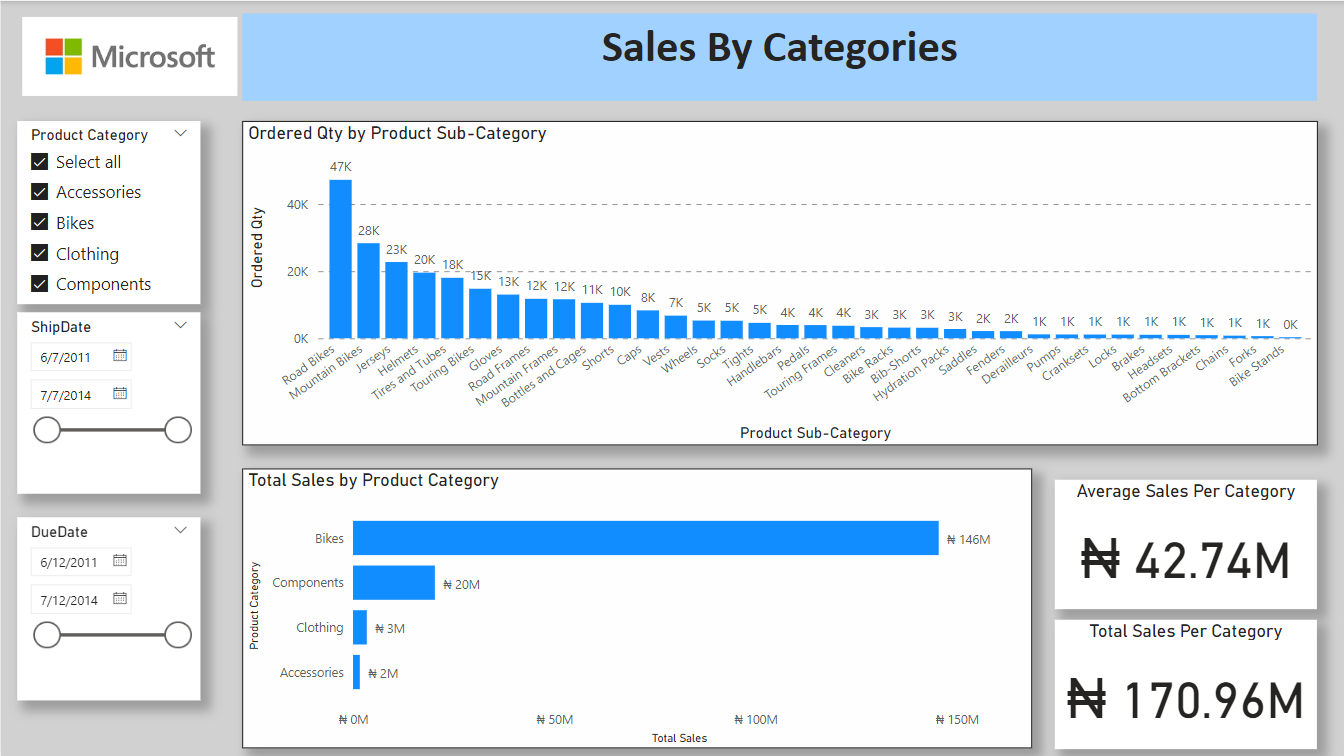 Microsoft
Sales By Categories
Product Category
Select all
Accessories
Bikes
Clothing
Components
ShipDate
6/7/2011
7/7/2014
DueDate
6/12/2011
7/12/2014
Ordered Qty by Product Sub-Category
Ordered Qty
40K
20K
0K
47K 28K 23K 20K 18K 15K 13K 12K 12K 11K 10K 8K 7K 5K 5K 5K 4K 4K 4K 3K 3K 3K 3K 2K 2K 1K 1K 1K 1K 1K 1K 1K 1K 1K 0K
Road Bikes
Mountain Bikes
Jerseys
Helmets
Tires and Tubes
Touring Bikes
Gloves
Road Frames
Mountain Frames
Bottles and Cages
Shorts
Caps
Vests
Wheels
Socks
Tights
Handlebars
Pedals
Touring Frames
Cleaners
Bike Racks
Bib-Shorts
Hydration Packs
Saddles
Fenders
Derailleurs
Pumps
Cranksets
Locks
Brakes
Headsets
Bottom Brackets
Chains
Forks
Bike Stands
Product Sub-Category
Total Sales by Product Category
Product Category
Bikes ₦ 146M
Components ₦ 20M
Clothing ₦ 3M
Accessories ₦ 2M
₦ 0M ₦ 50M ₦ 100M ₦ 150M
Total Sales
Average Sales Per Category
₦ 42.74M
Total Sales Per Category
₦ 170.96M